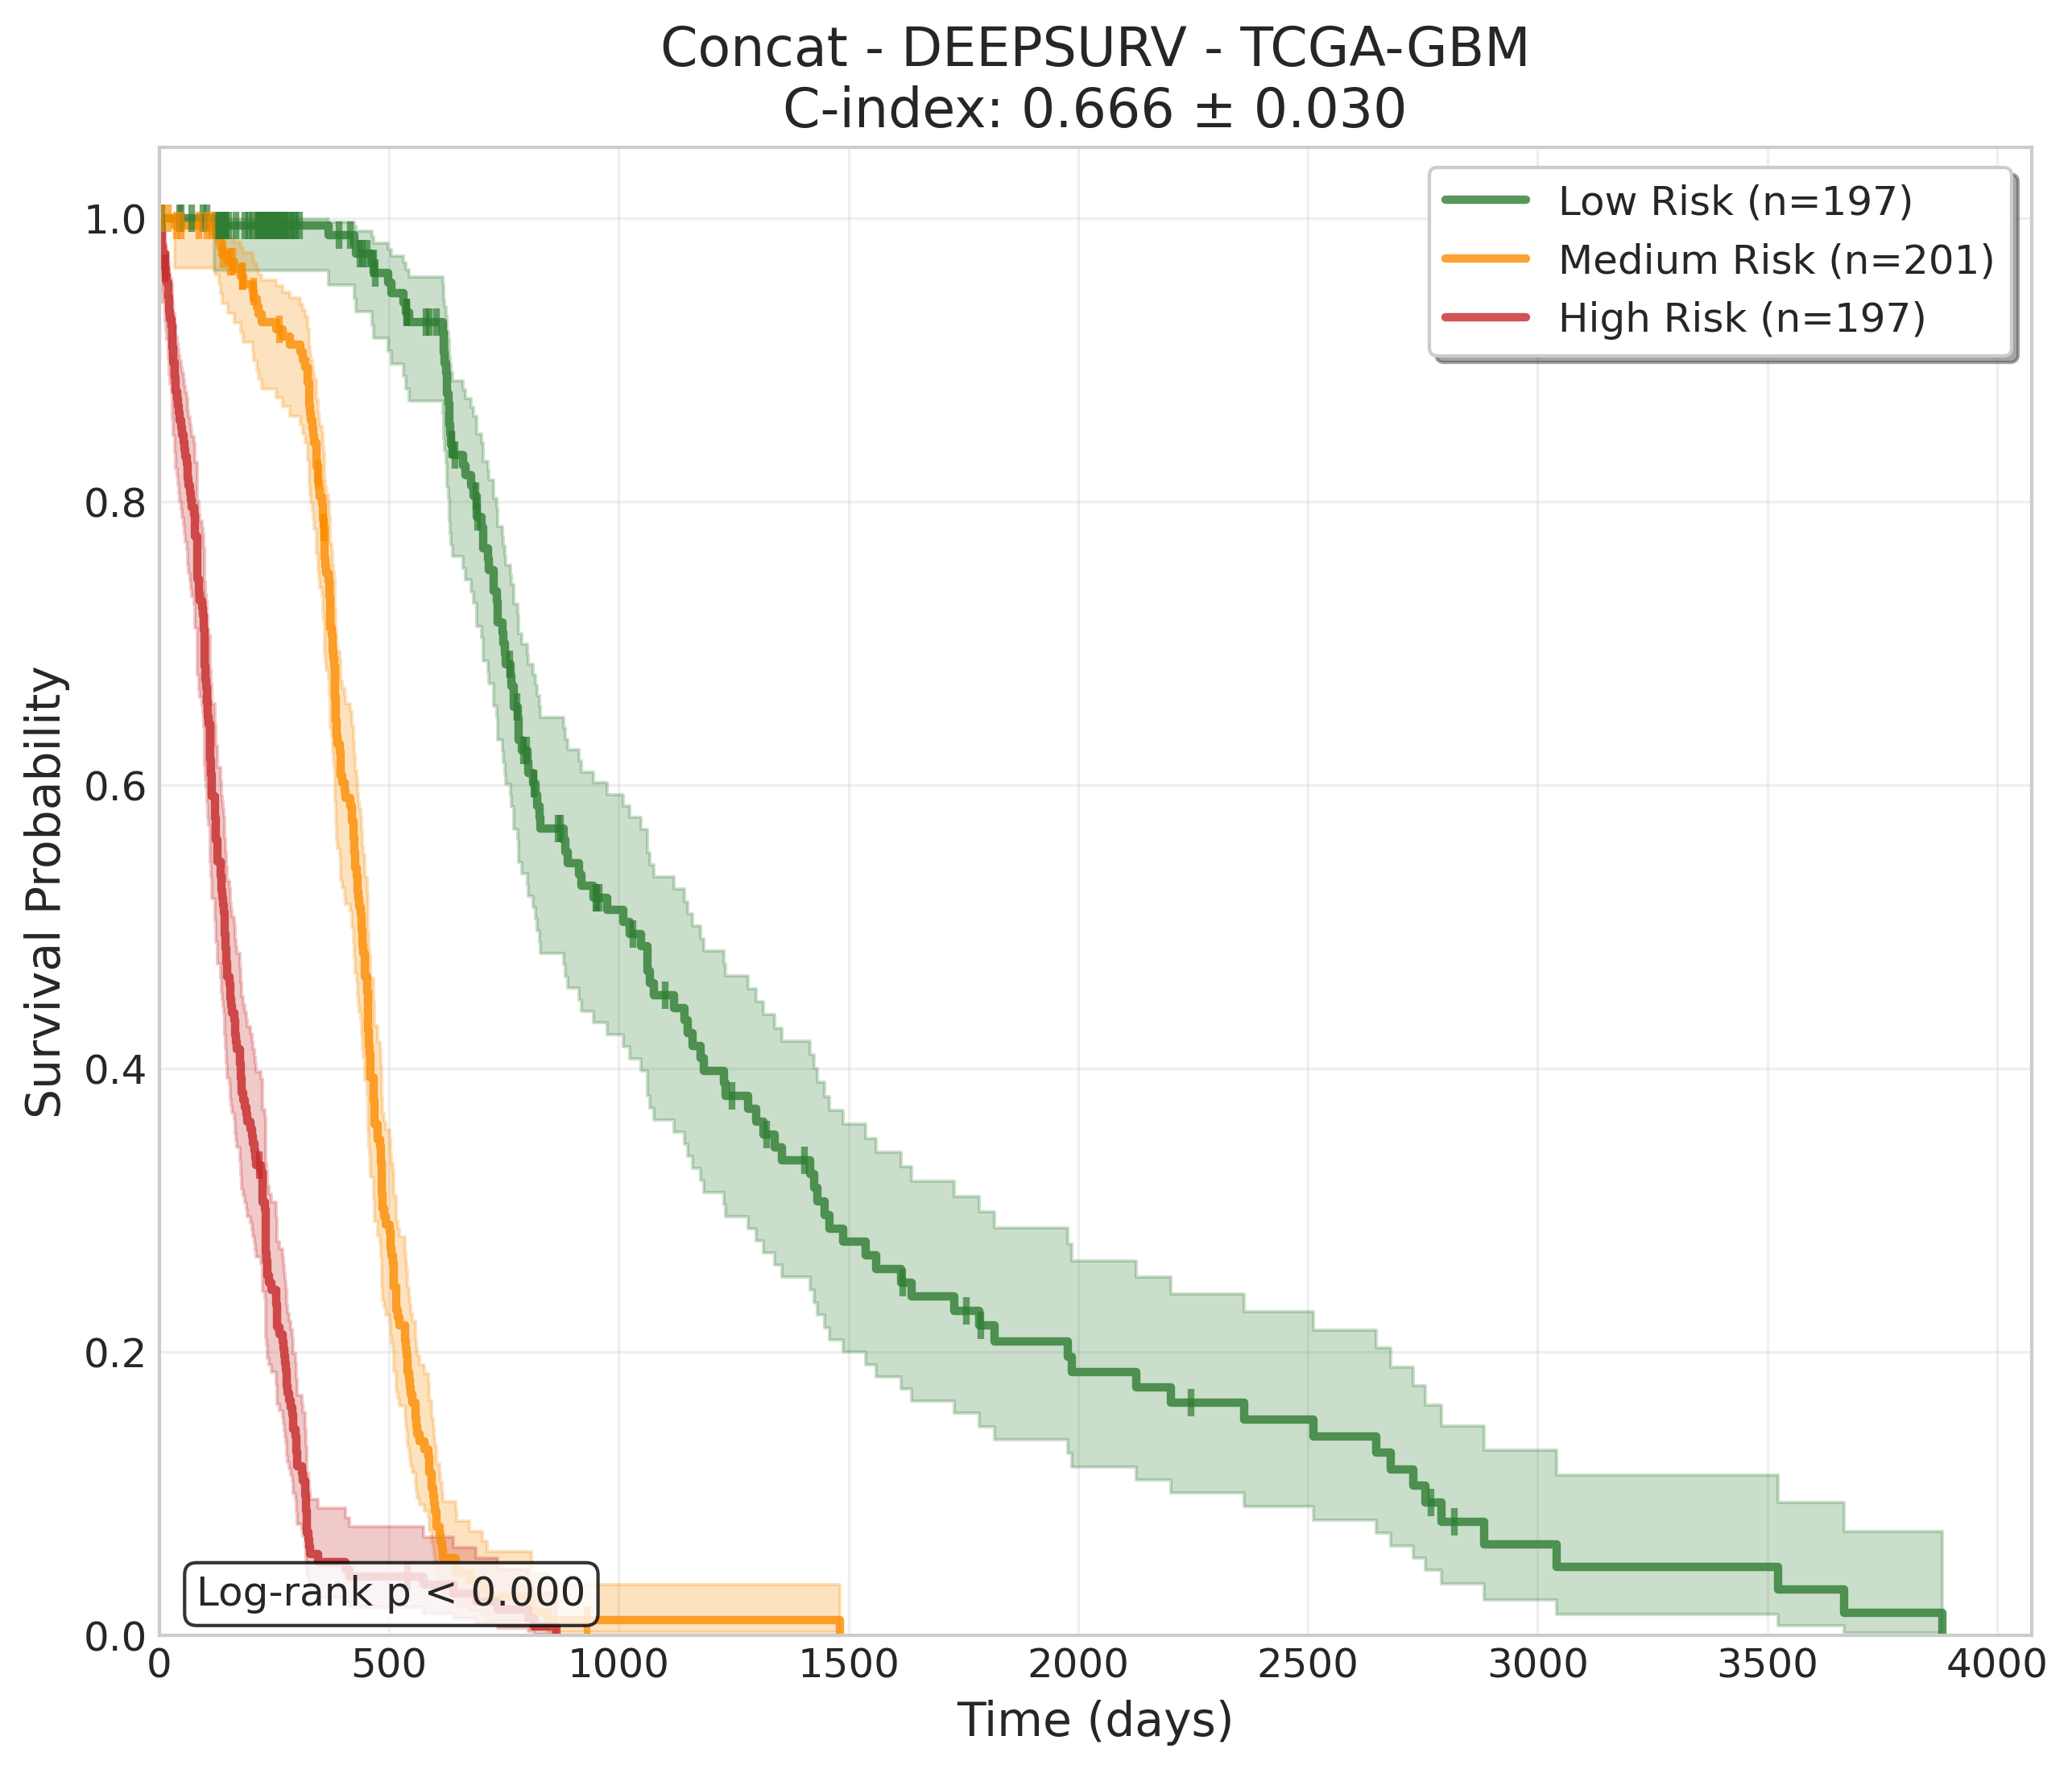 Concat - DEEPSURV - TCGA-GBM
C-index: 0.666 ± 0.030
Low Risk (n=197)
Medium Risk (n=201)
High Risk (n=197)
Survival Probability
1.0
0.8
0.6
0.4
0.2
0.0
Log-rank p < 0.000
0 500 1000 1500 2000 2500 3000 3500 4000
Time (days)